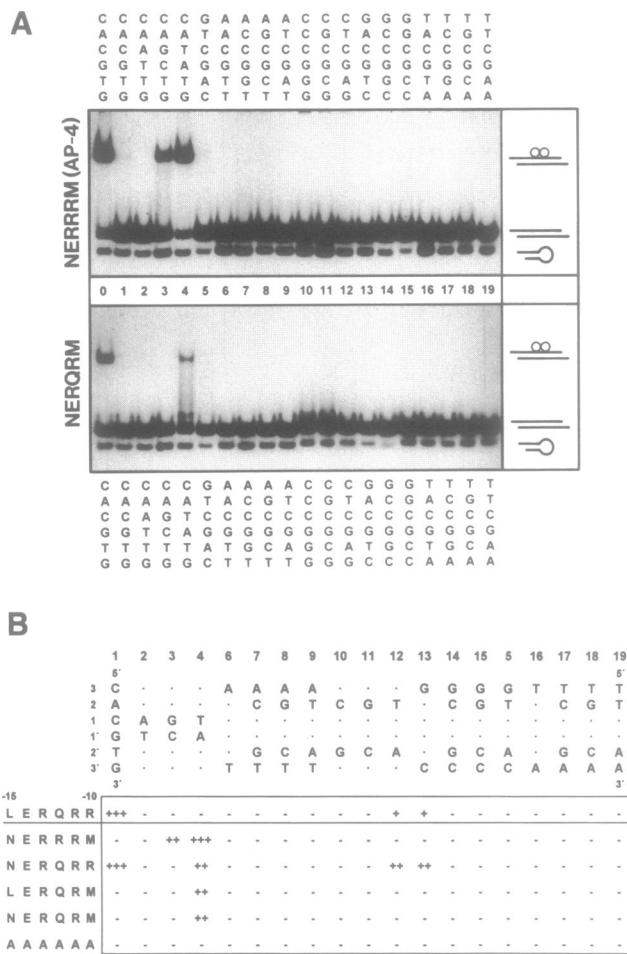 A
C C C C C G A A A A C C C G G G T T T T
A A A A A T A C G T C G T A C G A C G T
C C A G T C C C C C C C C C C C C C C C
G G T C A G G G G G G G G G G G G G G G
T T T T T A T G C A G C A T G C T G C A
G G G G G C T T T T G G G C C C A A A A
NERRRM (AP-4)
0 1 2 3 4 5 6 7 8 9 10 11 12 13 14 15 16 17 18 19
NERQRM
C C C C C G A A A A C C C G G G T T T T
A A A A A T A C G T C G T A C G A C G T
C C A G T C C C C C C C C C C C C C C C
G G T C A G G G G G G G G G G G G G G G
T T T T T A T G C A G C A T G C T G C A
G G G G G C T T T T G G G C C C A A A A
B
1 2 3 4 6 7 8 9 10 11 12 13 14 15 5 16 17 18 19
5´ 5´
3 C · · · A A A A · · · G G G G T T T T
2 A · · · · C G T C G T · C G T · C G T
1 C A G T
1´ G T C A
2´ T · · · · G C A G C A · G C A · G C A
3´ G · · · T T T T · · · C C C C A A A A
3´ 3´
-15 -10
L E R Q R R +++ - - - - - - - - - + + - - - - - - -
N E R R R M - - ++ +++ - - - - - - - - - - - - - - -
N E R Q R R +++ - - ++ - - - - - - ++ ++ - - - - - - -
L E R Q R M - - - ++ - - - - - - - - - - - - - - -
N E R Q R M - - - ++ - - - - - - - - - - - - - - -
A A A A A A - - - - - - - - - - - - - - - - - - -